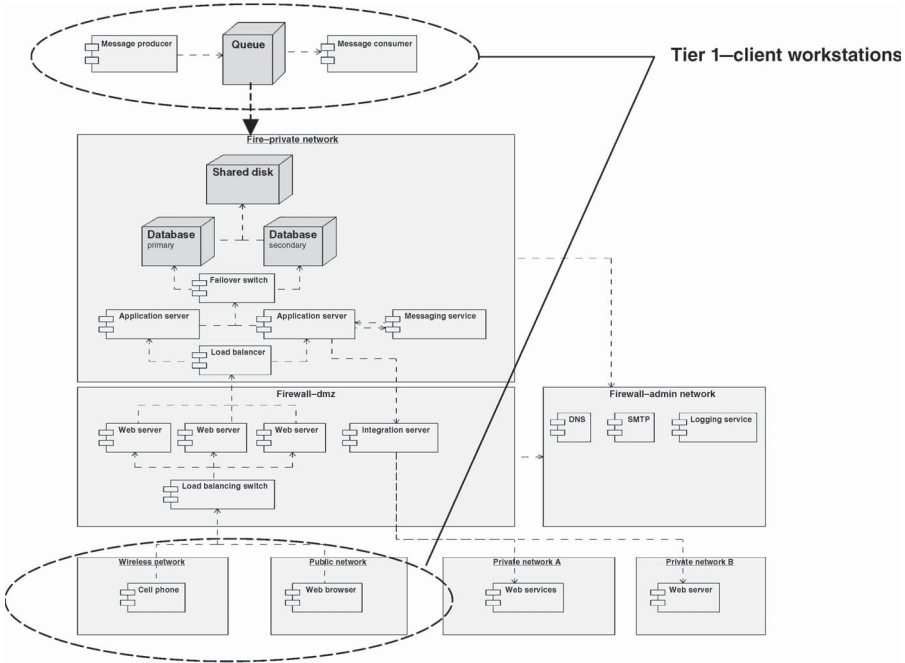 Message producer
Queue
Message consumer
Tier 1—client workstations
Fire–private network
Shared disk
Database
primary
Database
secondary
Failover switch
Application server
Application server
Messaging service
Load balancer
Firewall–dmz
Firewall–admin network
Web server
Web server
Web server
Integration server
DNS
SMTP
Logging service
Load balancing switch
Wireless network
Public network
Private network A
Private network B
Cell phone
Web browser
Web services
Web server